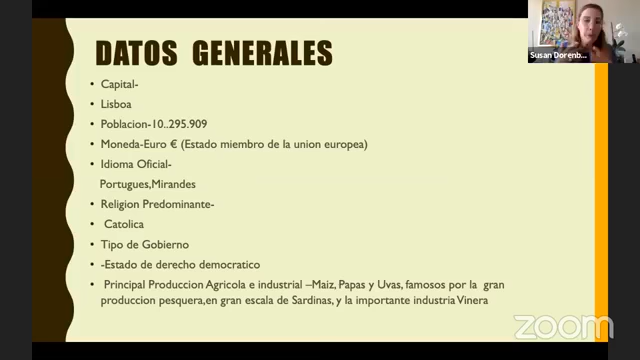 DATOS GENERALES
• Capital-
• Lisboa
• Poblacion-10..295.909
• Moneda-Euro € (Estado miembro de la union europea)
• Idioma Oficial-
Portugues,Mirandes
• Religion Predominante-
• Catolica
• Tipo de Gobierno
• -Estado de derecho democratico
• Principal Produccion Agricola e industrial –Maiz, Papas y Uvas, famosos por la gran
produccion pesquera,en gran escala de Sardinas, y la importante industria Vinera
Susan Dorenb...
zoom